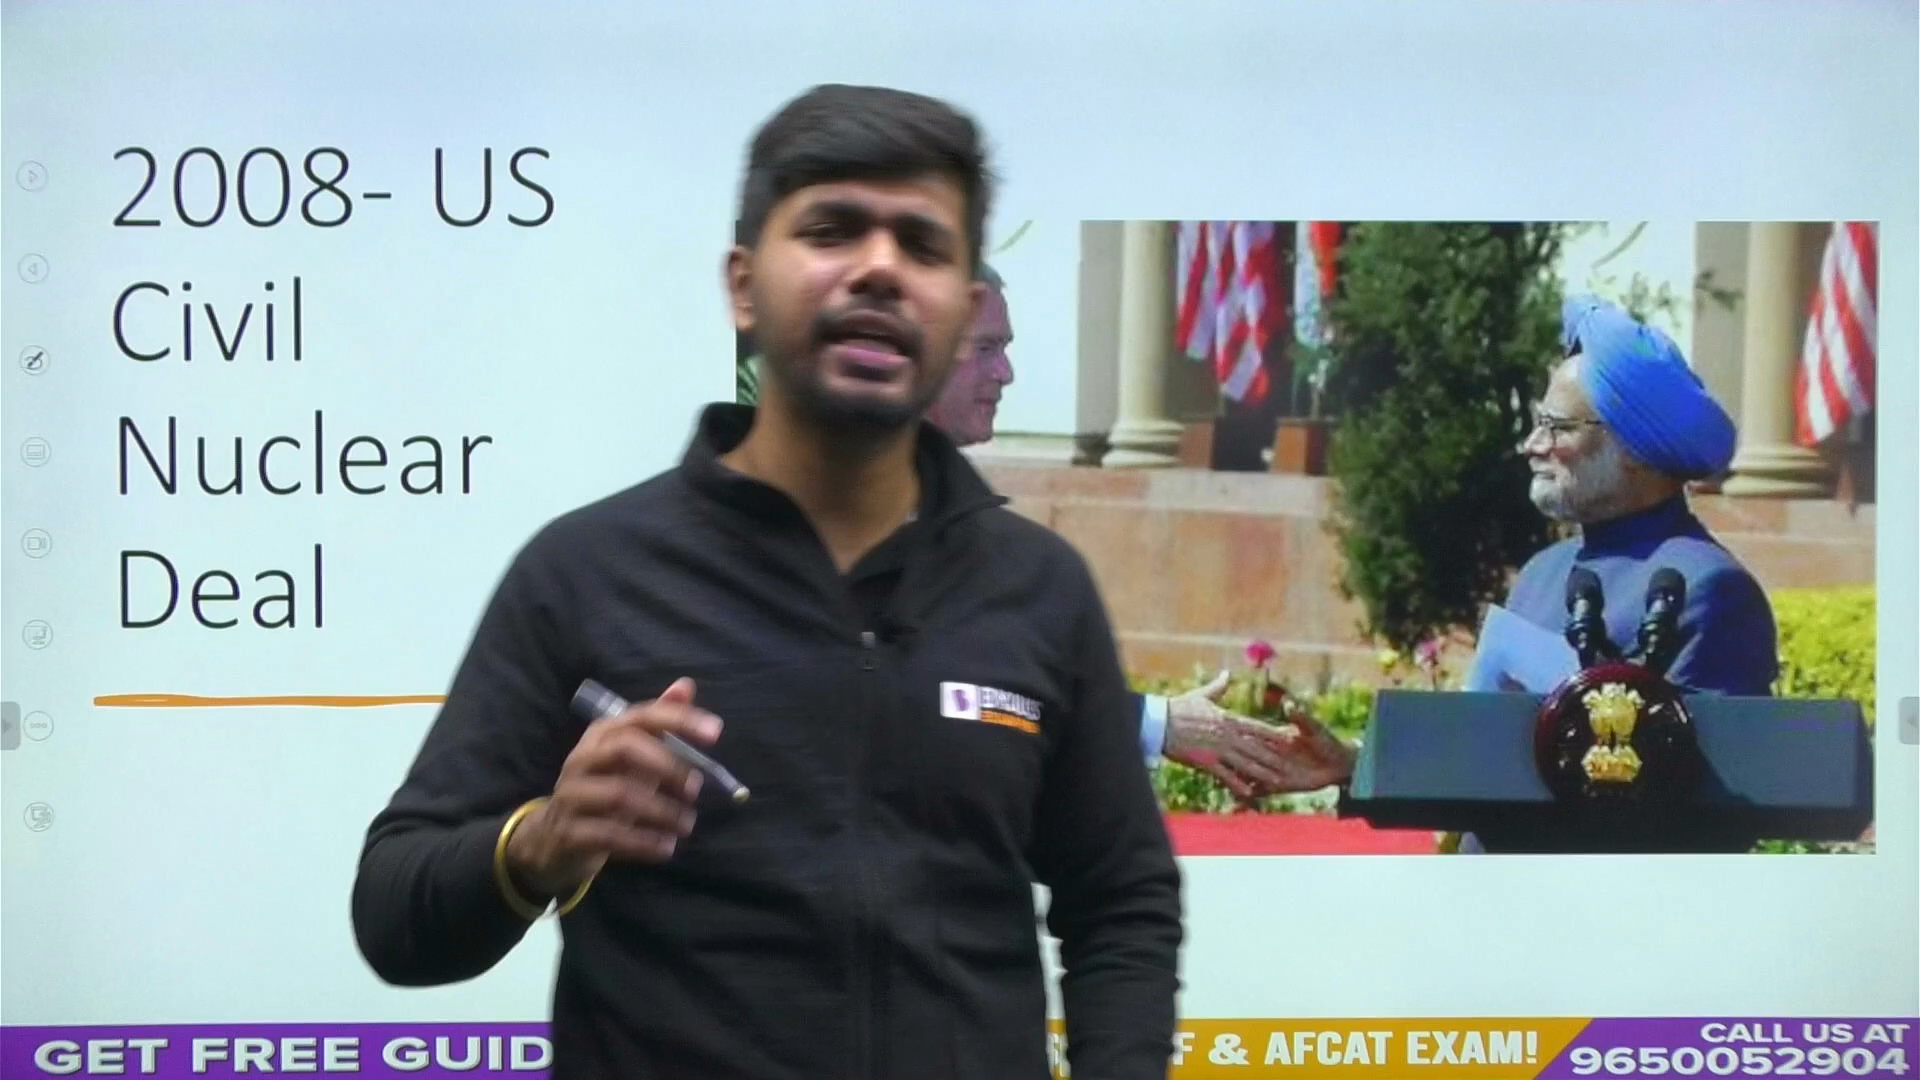 2008- US
Civil
Nuclear
Deal
GET FREE GUID
F & AFCAT EXAM!
CALL US AT
9650052904